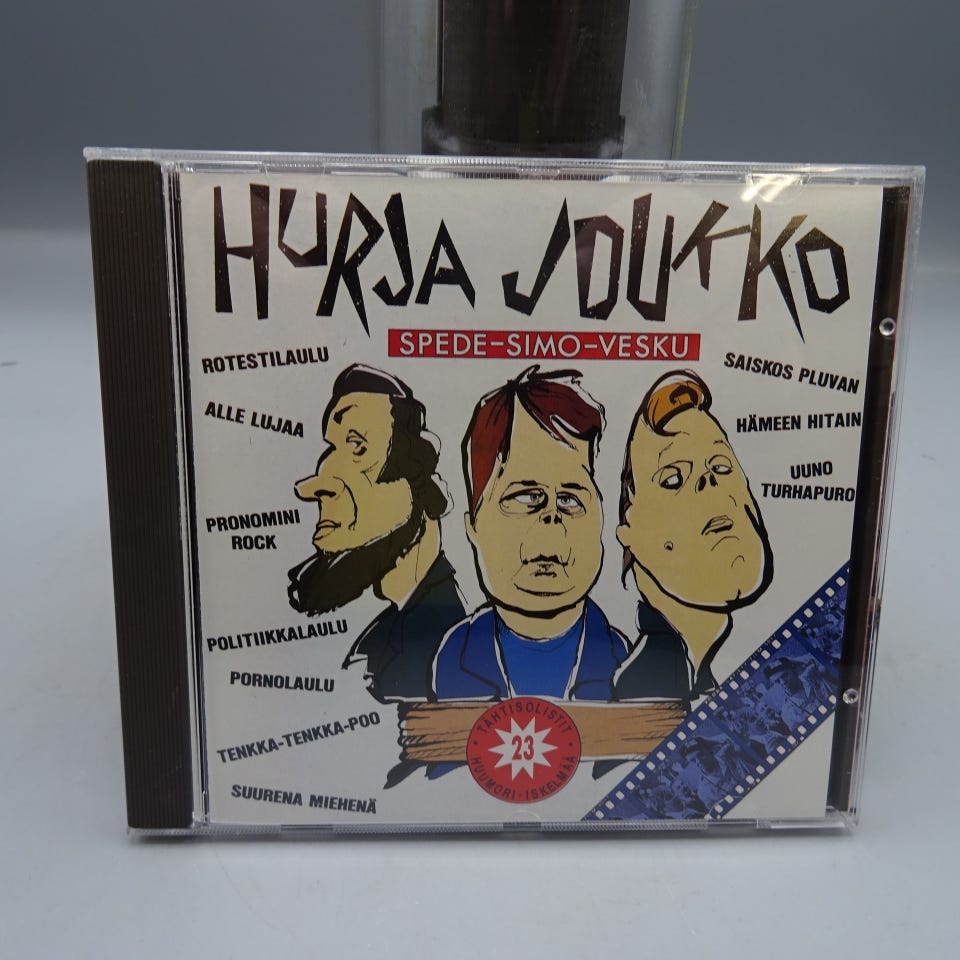 HURJA JOUKKO
SPEDE-SIMO-VESKU
ROTESTILAULU
ALLE LUJAA
PRONOMINI
ROCK
POLITIIKKALAULU
PORNOLAULU
TENKKA-TENKKA-POO
SUURENA MIEHENÄ
SAISKOS PLUVAN
HÄMEEN HITAIN
UUNO
TURHAPURO
TÄHTISOLISTIT
23
HUUMORI-ISKELMÄÄ